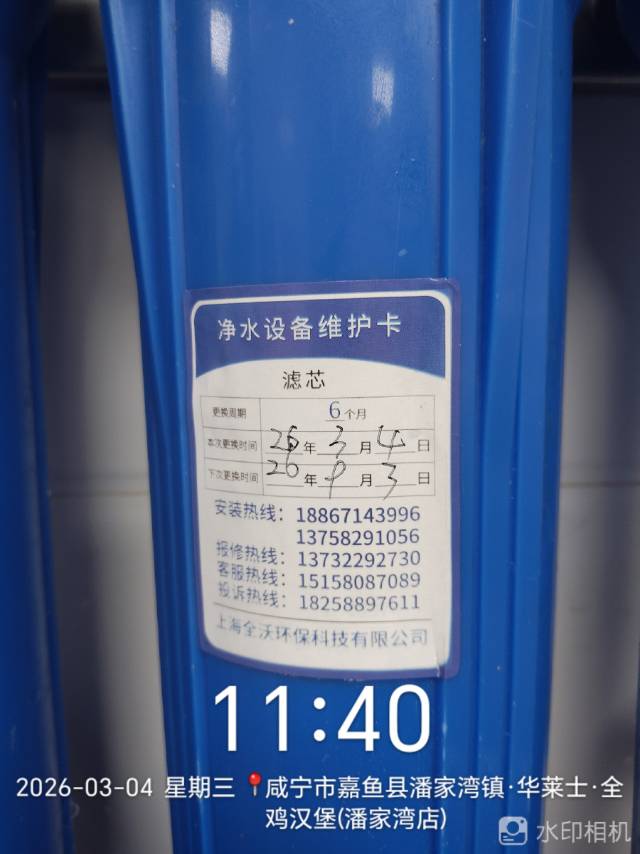 净水设备维护卡
滤芯
更换周期 6个月
本次更换时间 26年3月4日
下次更换时间 26年9月3日
安装热线：18867143996
13758291056
报修热线：13732292730
客服热线：15158087089
投诉热线：18258897611
上海全沃环保科技有限公司
11:40
2026-03-04 星期三 咸宁市嘉鱼县潘家湾镇·华莱士·全
鸡汉堡(潘家湾店)
水印相机